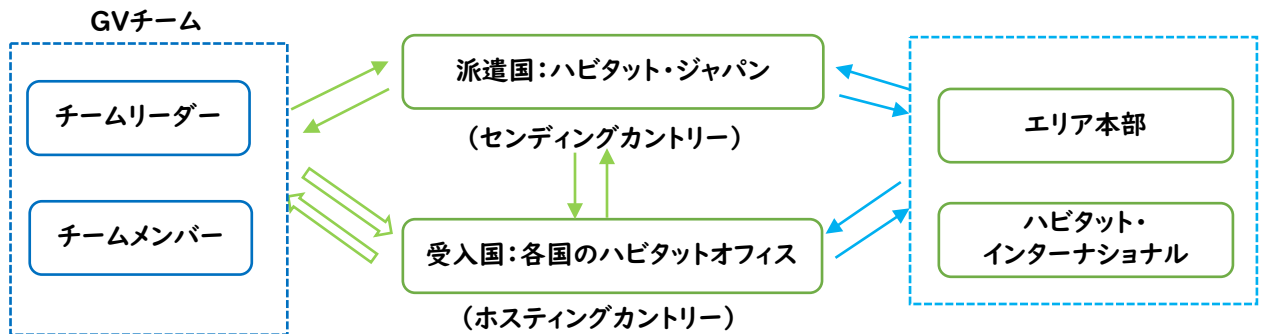 GVチーム
チームリーダー
チームメンバー
派遣国：ハビタット・ジャパン
（センディングカントリー）
受入国：各国のハビタットオフィス
（ホスティングカントリー）
エリア本部
ハビタット・
インターナショナル